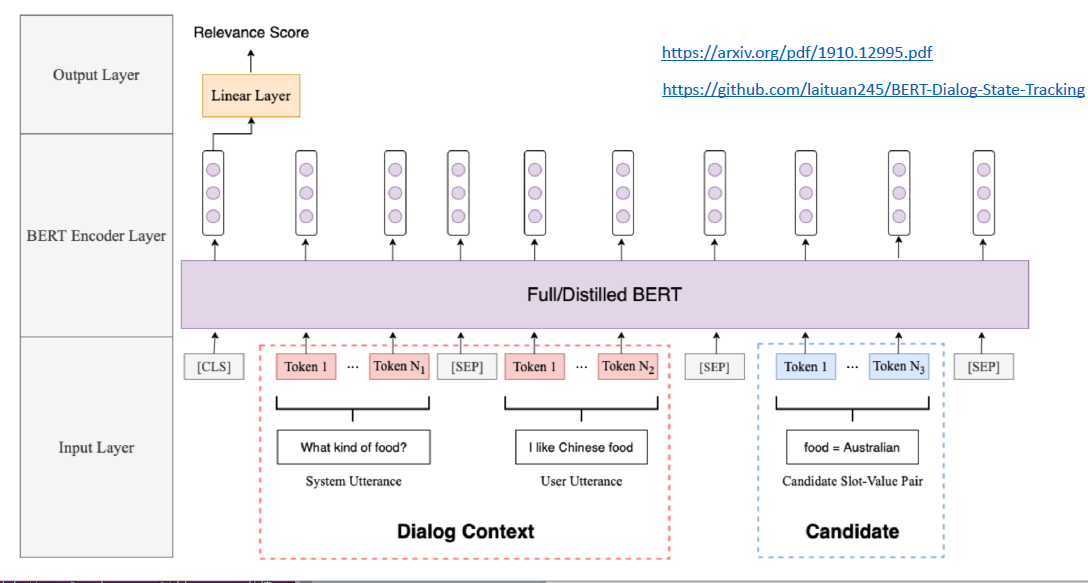 Relevance Score
https://arxiv.org/pdf/1910.12995.pdf
Output Layer
https://github.com/laituan245/BERT-Dialog-State-Tracking
Linear Layer
BERT Encoder Layer
Full/Distilled BERT
[CLS] Token 1 ... Token N1 [SEP] Token 1 ... Token N2 [SEP] Token 1 ... Token N3 [SEP]
Input Layer
What kind of food? I like Chinese food food = Australian
System Utterance User Utterance Candidate Slot-Value Pair
Dialog Context Candidate